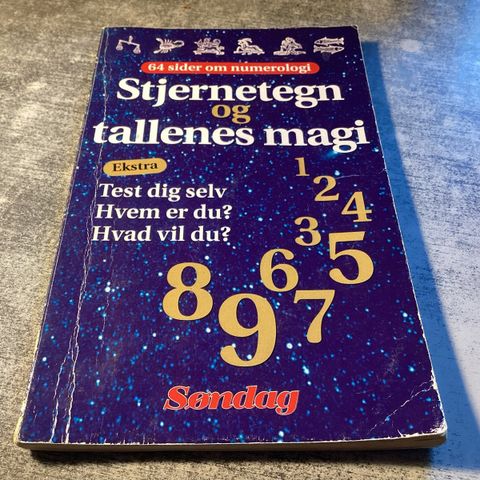 64 sider om numerologi
Stjernetegn
og
tallenes magi
Ekstra
Test dig selv
Hvem er du?
Hvad vil du?
1
2
4
3
5
6
8
7
9
Søndag